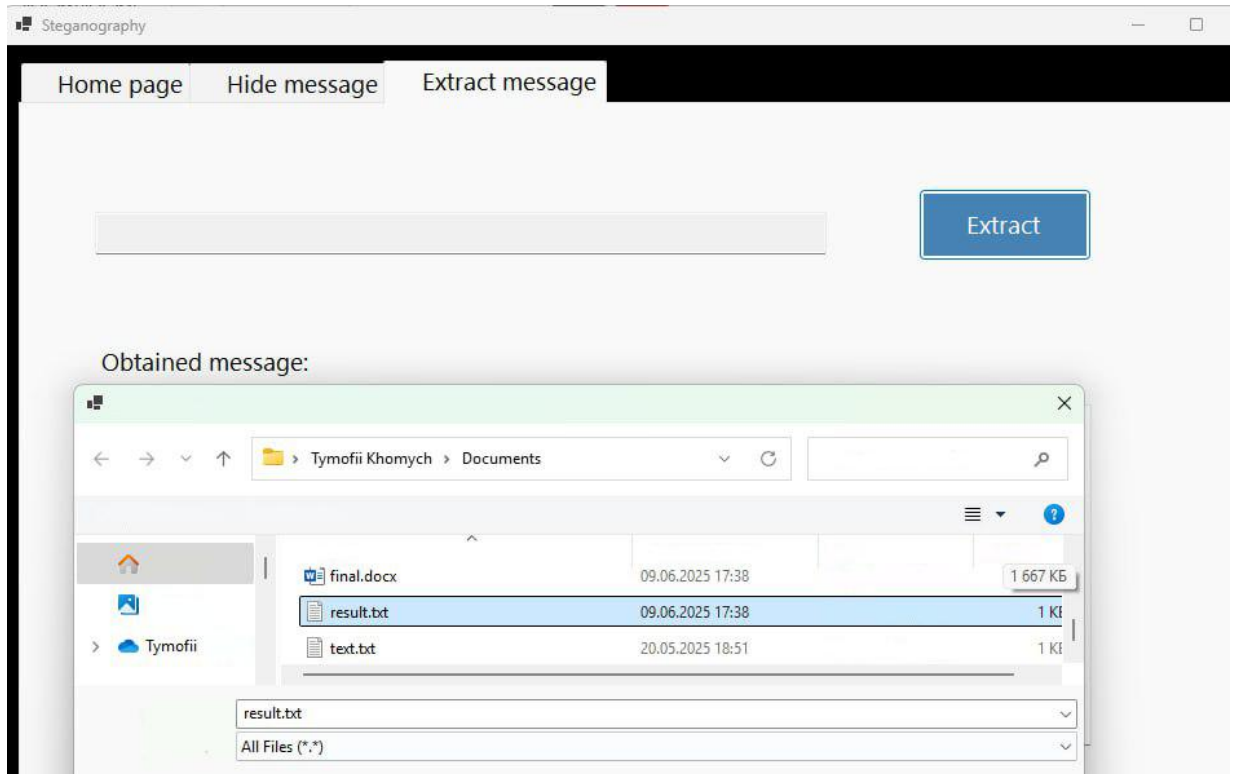 Steganography
Home page Hide message Extract message
Extract
Obtained message:
Tymofii Khomych > Documents
final.docx 09.06.2025 17:38 1 667 КБ
result.txt 09.06.2025 17:38 1
Tymofii text.txt 20.05.2025 18:51 1
result.txt
All Files (*.*)